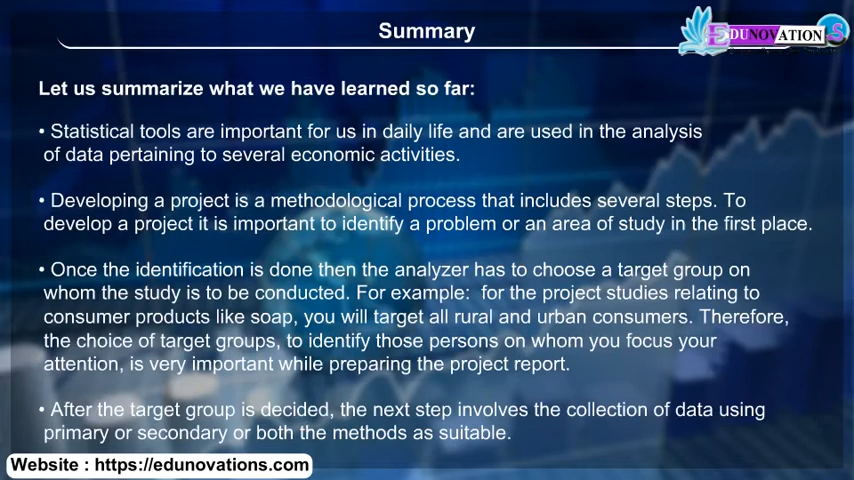 Summary
EDUNOVATIONS
Let us summarize what we have learned so far:
• Statistical tools are important for us in daily life and are used in the analysis
of data pertaining to several economic activities.
• Developing a project is a methodological process that includes several steps. To
develop a project it is important to identify a problem or an area of study in the first place.
• Once the identification is done then the analyzer has to choose a target group on
whom the study is to be conducted. For example:  for the project studies relating to
consumer products like soap, you will target all rural and urban consumers. Therefore,
the choice of target groups, to identify those persons on whom you focus your
attention, is very important while preparing the project report.
• After the target group is decided, the next step involves the collection of data using
primary or secondary or both the methods as suitable.
Website : https://edunovations.com